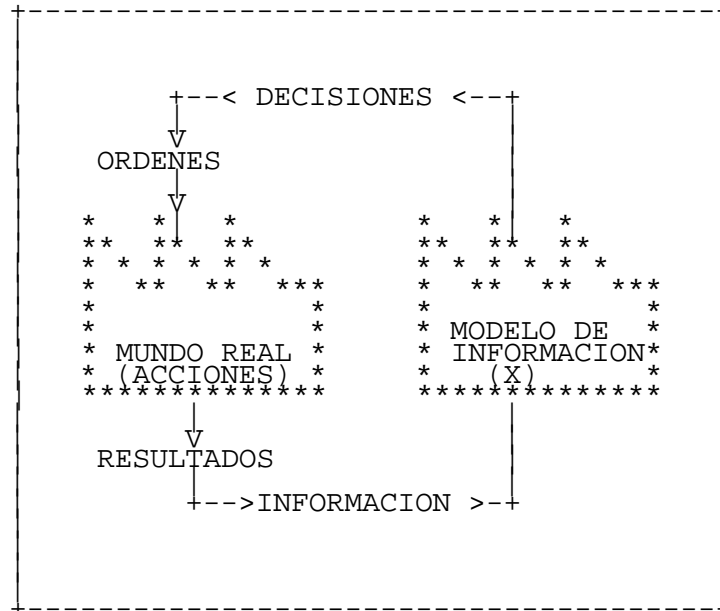 +--< DECISIONES <--+
V
ORDENES
V
MUNDO REAL
(ACCIONES)
MODELO DE
INFORMACION
(X)
V
RESULTADOS
+-->INFORMACION >-+